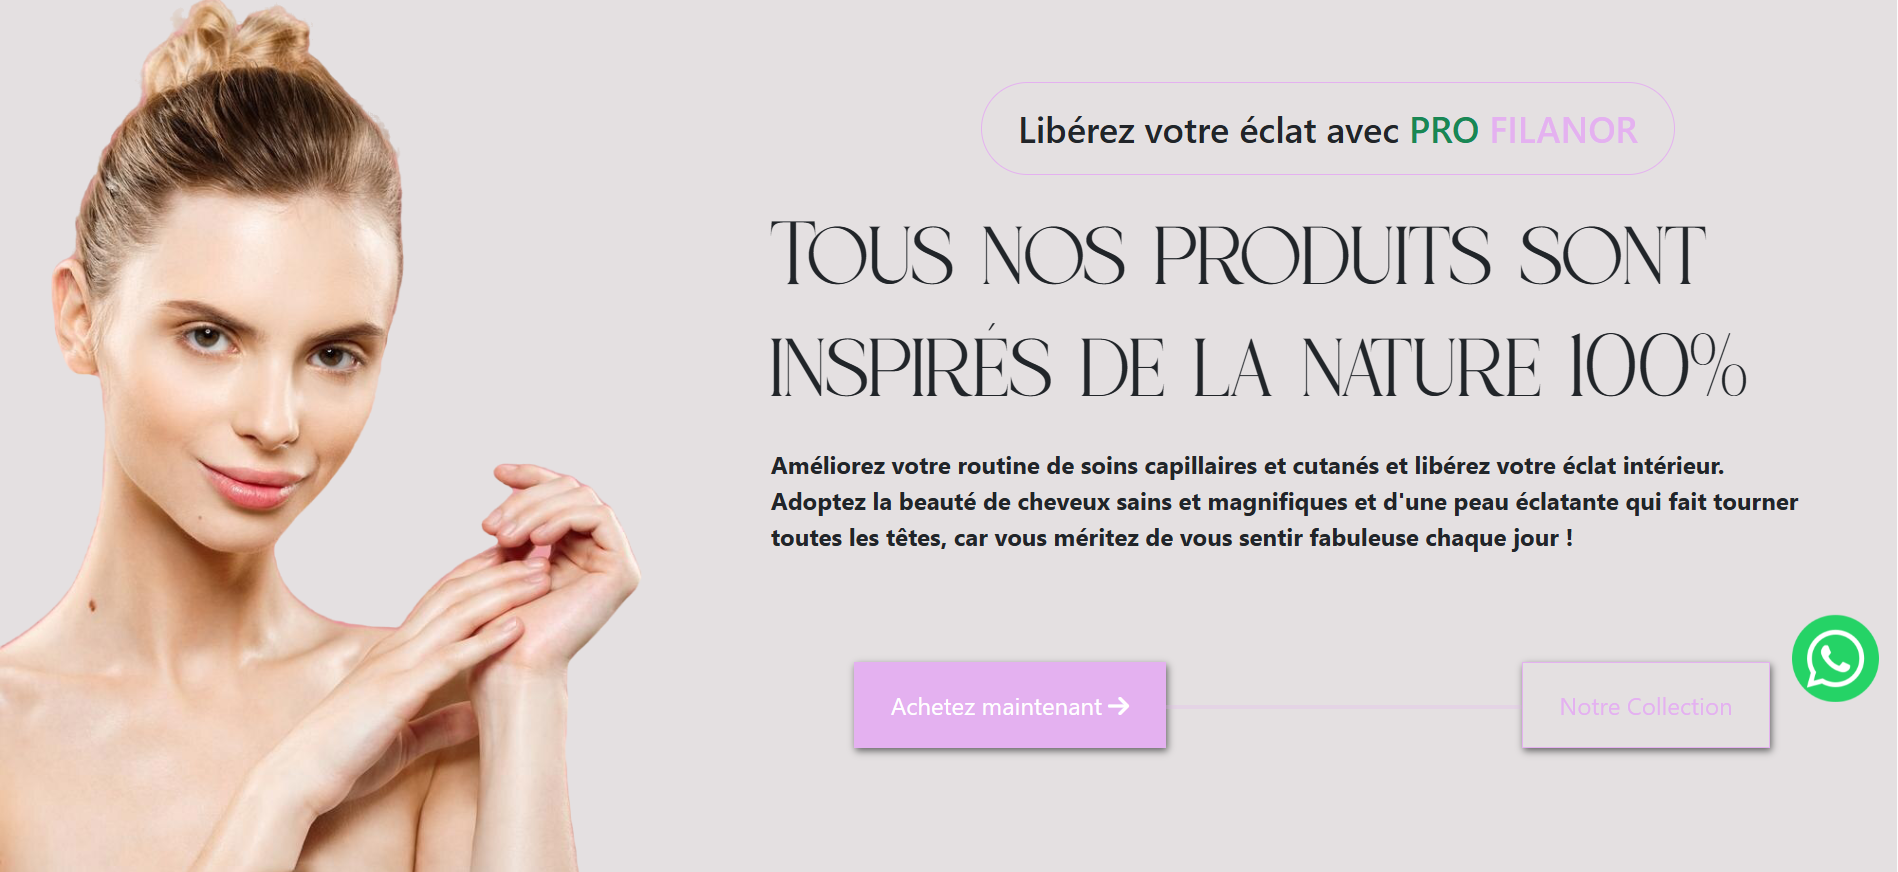 Libérez votre éclat avec PRO FILANOR
Tous nos produits sont
inspirés de la nature 100%
Améliorez votre routine de soins capillaires et cutanés et libérez votre éclat intérieur.
Adoptez la beauté de cheveux sains et magnifiques et d'une peau éclatante qui fait tourner
toutes les têtes, car vous méritez de vous sentir fabuleuse chaque jour !
Achetez maintenant
Notre Collection